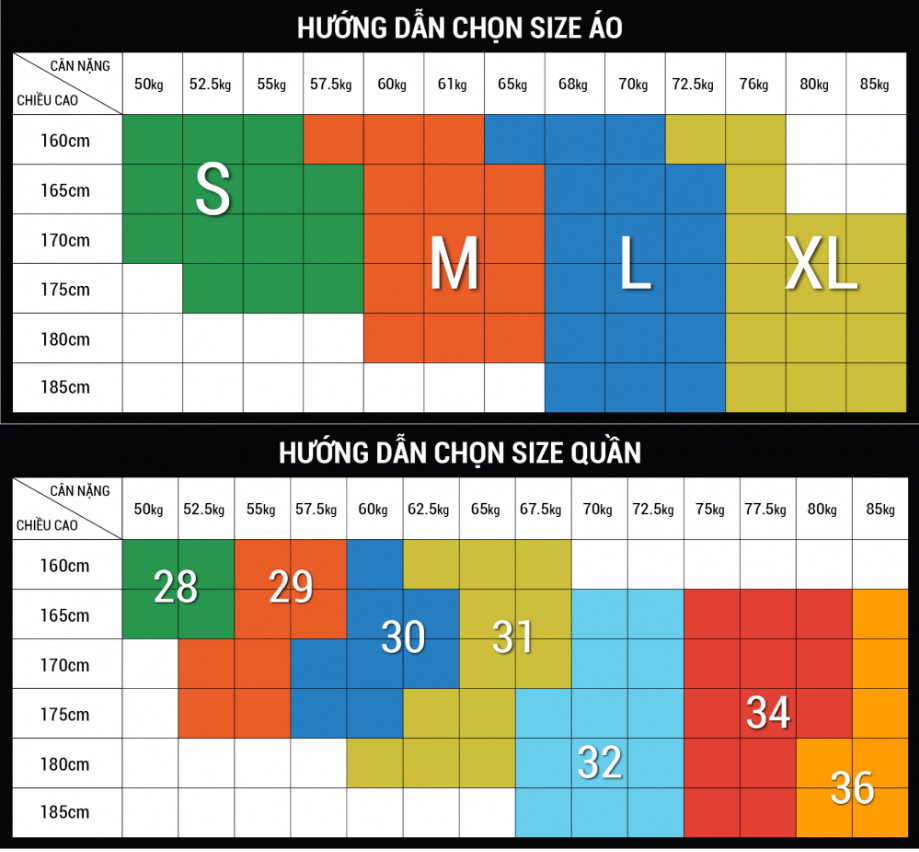 HƯỚNG DẪN CHỌN SIZE ÁO
CÂN NẶNG
CHIỀU CAO
50kg 52.5kg 55kg 57.5kg 60kg 61kg 65kg 68kg 70kg 72.5kg 76kg 80kg 85kg
160cm
165cm
S
170cm
M L XL
175cm
180cm
185cm
HƯỚNG DẪN CHỌN SIZE QUẦN
CÂN NẶNG
CHIỀU CAO
50kg 52.5kg 55kg 57.5kg 60kg 62.5kg 65kg 67.5kg 70kg 72.5kg 75kg 77.5kg 80kg 85kg
160cm
28 29
165cm
30 31
170cm
175cm
34
180cm
32
36
185cm